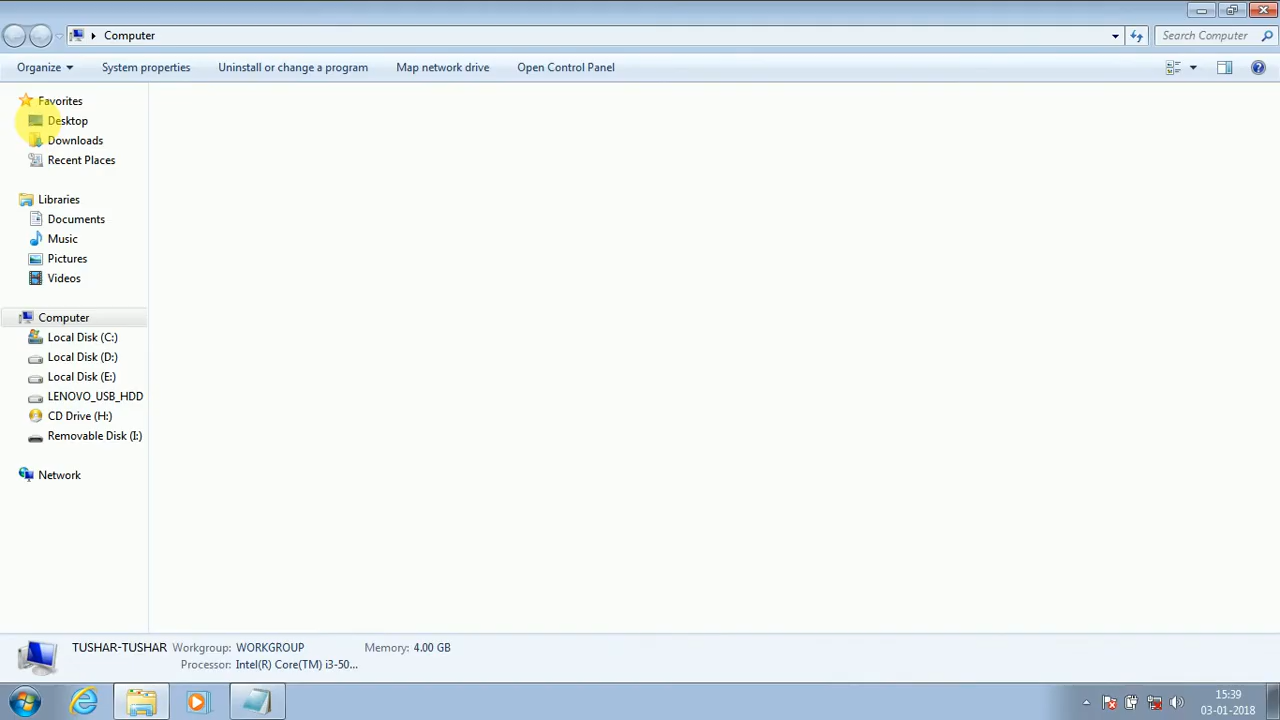 Computer
Search Computer
Organize
System properties
Uninstall or change a program
Map network drive
Open Control Panel
Favorites
Desktop
Downloads
Recent Places
Libraries
Documents
Music
Pictures
Videos
Computer
Local Disk (C:)
Local Disk (D:)
Local Disk (E:)
LENOVO_USB_HDD
CD Drive (H:)
Removable Disk (I:)
Network
TUSHAR-TUSHAR Workgroup: WORKGROUP Memory: 4.00 GB
Processor: Intel(R) Core(TM) i3-50...
15:39
03-01-2018